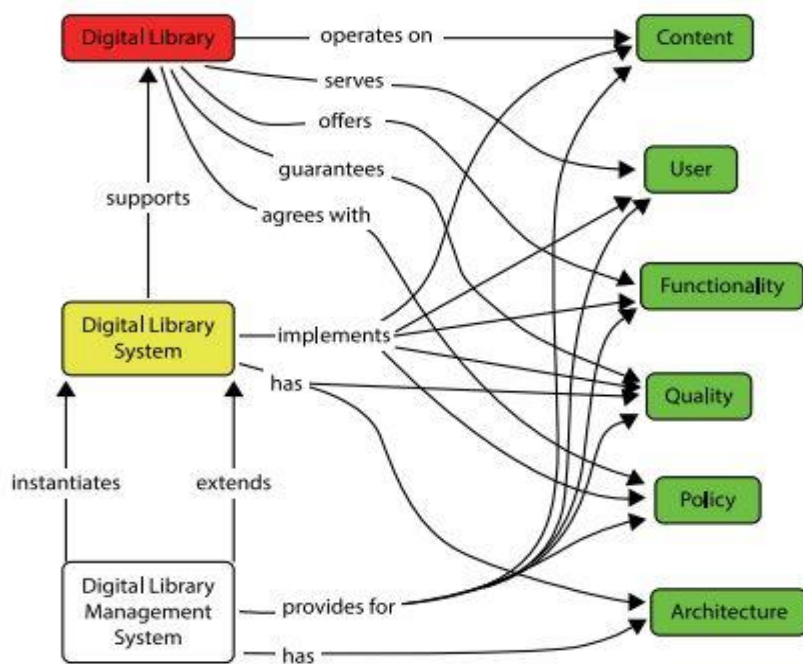 Digital Library
operates on
Content
serves
offers
User
guarantees
supports
agrees with
Functionality
Digital Library
System
implements
has
Quality
instantiates
extends
Policy
Digital Library
Management
System
provides for
Architecture
has